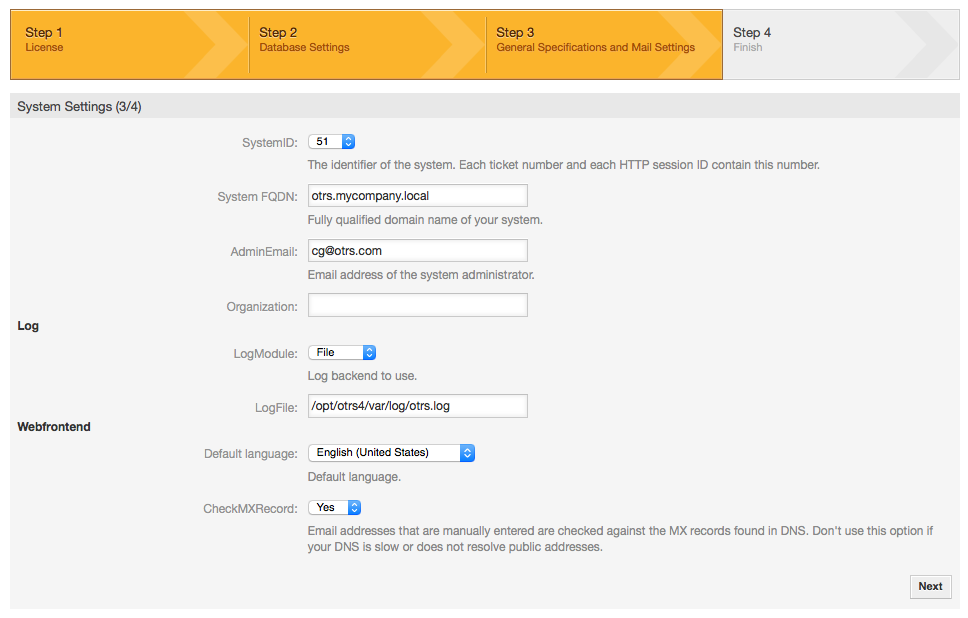 Step 1
License
Step 2
Database Settings
Step 3
General Specifications and Mail Settings
Step 4
Finish
System Settings (3/4)
SystemID: 51
The identifier of the system. Each ticket number and each HTTP session ID contain this number.
System FQDN: otrs.mycompany.local
Fully qualified domain name of your system.
AdminEmail: cg@otrs.com
Email address of the system administrator.
Organization:
Log
LogModule: File
Log backend to use.
LogFile: /opt/otrs4/var/log/otrs.log
Webfrontend
Default language: English (United States)
Default language.
CheckMXRecord: Yes
Email addresses that are manually entered are checked against the MX records found in DNS. Don't use this option if
your DNS is slow or does not resolve public addresses.
Next